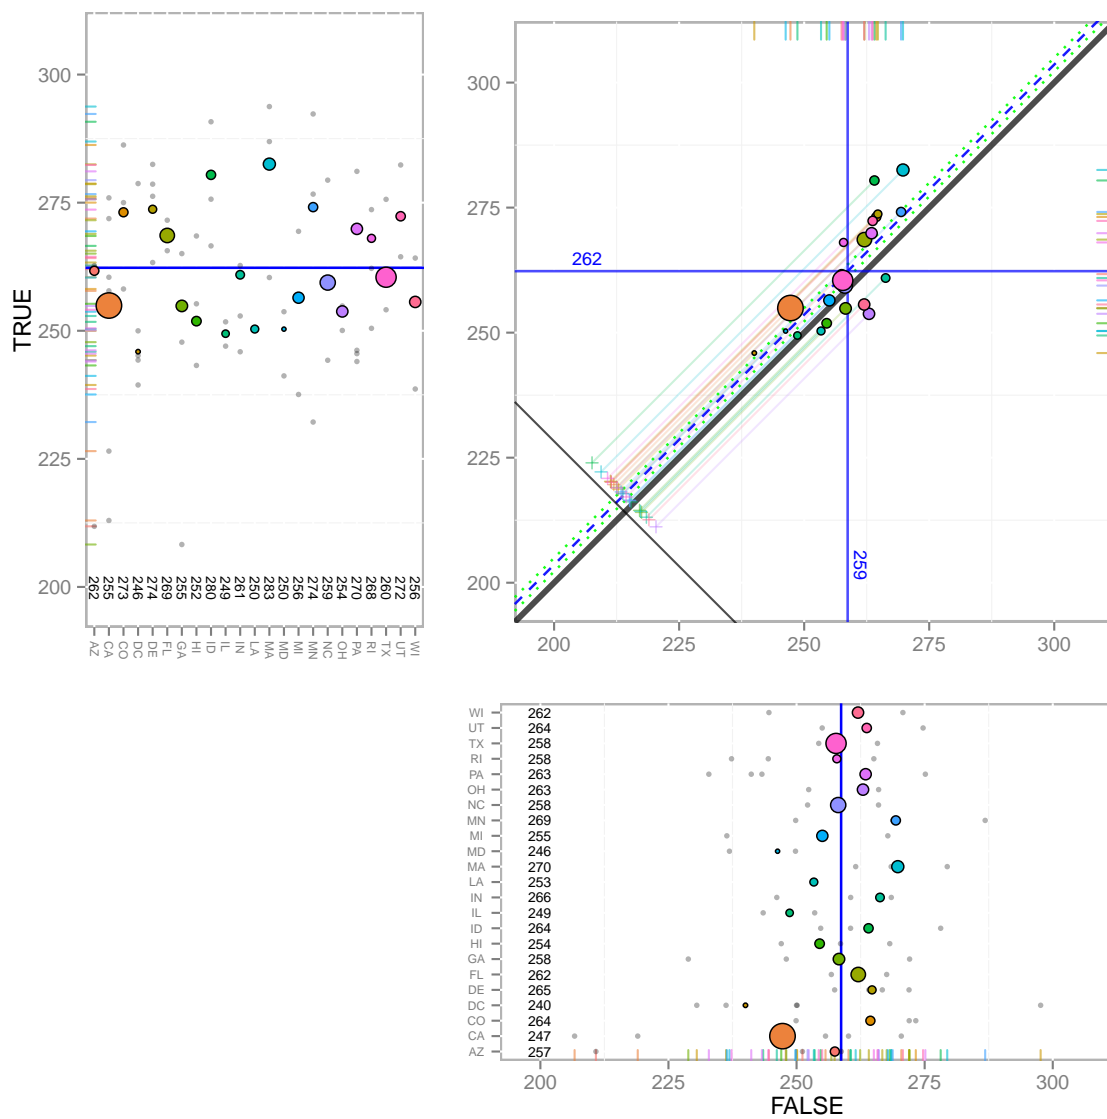 300
275
250
225
200
TRUE
262
255
273
246
274
269
255
252
280
249
261
250
283
250
256
274
259
254
270
268
260
272
256
AZ
CA
CO
DC
DE
FL
GA
HI
ID
IL
IN
LA
MA
MD
MI
MN
NC
OH
PA
RI
TX
UT
WI
300
275
250
225
200
262
259
200 225 250 275 300
WI 262
UT 264
TX 258
RI 258
PA 263
OH 263
NC 258
MN 269
MI 255
MD 246
MA 270
LA 253
IN 266
IL 249
ID 264
HI 254
GA 258
FL 262
DE 265
DC 240
CO 264
CA 247
AZ 257
200 225 250 275 300
FALSE